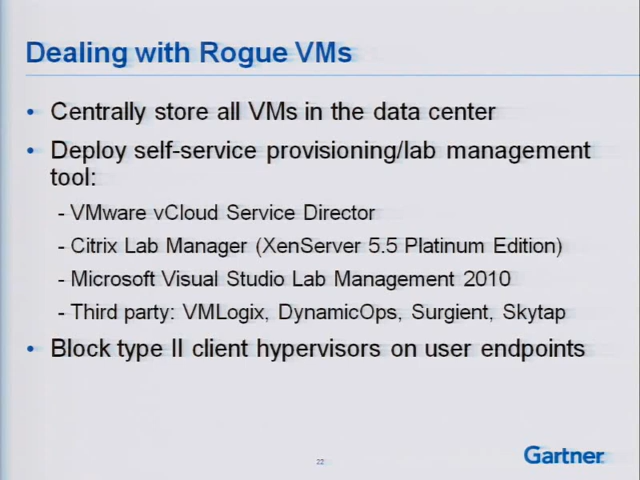 Dealing with Rogue VMs
• Centrally store all VMs in the data center
• Deploy self-service provisioning/lab management
tool:
- VMware vCloud Service Director
- Citrix Lab Manager (XenServer 5.5 Platinum Edition)
- Microsoft Visual Studio Lab Management 2010
- Third party: VMLogix, DynamicOps, Surgient, Skytap
• Block type II client hypervisors on user endpoints
22
Gartner